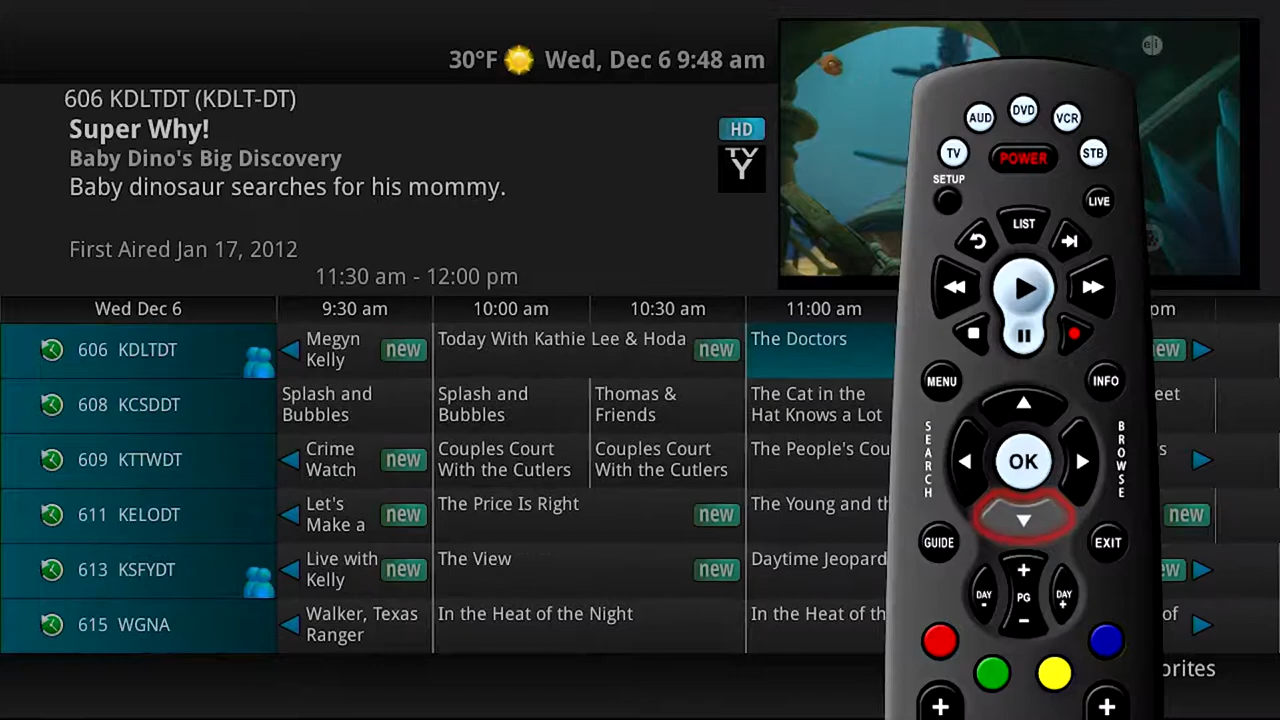 30°F Wed, Dec 6 9:48 am
e/i
606 KDLTDT (KDLT-DT)
Super Why!
HD
Baby Dino's Big Discovery
TV Y
Baby dinosaur searches for his mommy.
First Aired Jan 17, 2012
11:30 am - 12:00 pm
Wed Dec 6 9:30 am 10:00 am 10:30 am 11:00 am pm
606 KDLTDT Megyn Kelly new Today With Kathie Lee & Hoda new The Doctors ew
608 KCSDDT Splash and Bubbles Splash and Bubbles Thomas & Friends The Cat in the Hat Knows a Lot eet
609 KTTWDT Crime Watch new Couples Court With the Cutlers Couples Court With the Cutlers The People's Cou s
611 KELODT Let's Make a new The Price Is Right new The Young and th new
613 KSFYDT Live with Kelly new The View new Daytime Jeopard ew
615 WGNA Walker, Texas Ranger In the Heat of the Night In the Heat of th of
orites
AUD DVD VCR
TV POWER STB
SETUP
LIVE
LIST
MENU INFO
SEARCH OK BROWSE
GUIDE EXIT
DAY - + PG - DAY +
+ +